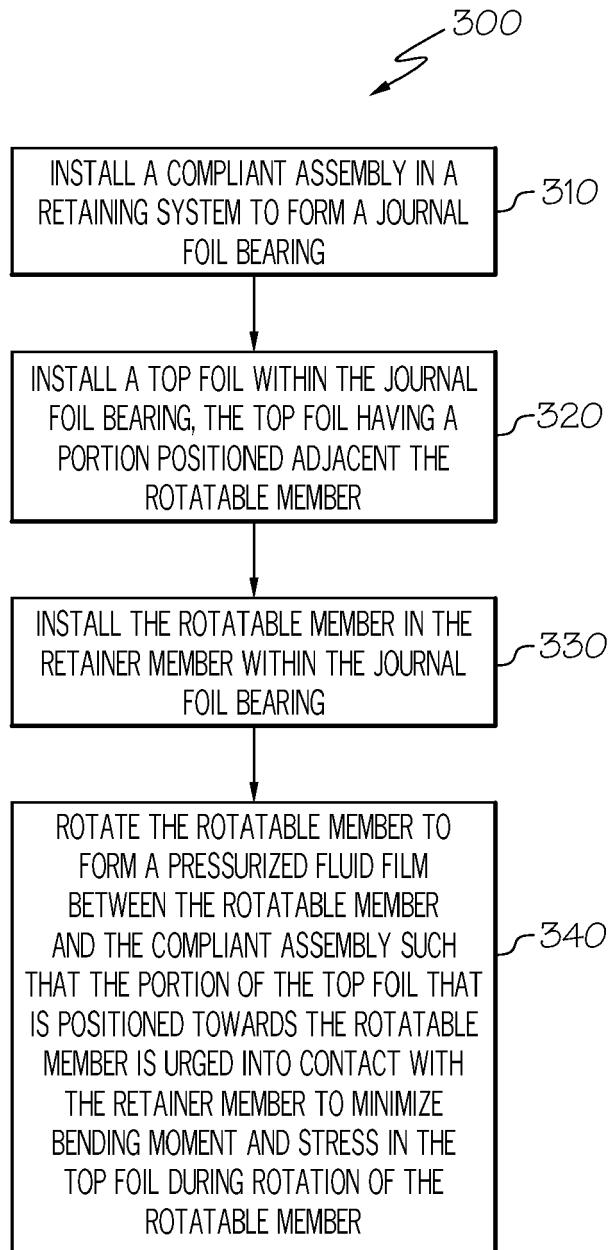 300
INSTALL A COMPLIANT ASSEMBLY IN A
RETAINING SYSTEM TO FORM A JOURNAL
FOIL BEARING
310
INSTALL A TOP FOIL WITHIN THE JOURNAL
FOIL BEARING, THE TOP FOIL HAVING A
PORTION POSITIONED ADJACENT THE
ROTATABLE MEMBER
320
INSTALL THE ROTATABLE MEMBER IN THE
RETAINER MEMBER WITHIN THE JOURNAL
FOIL BEARING
330
ROTATE THE ROTATABLE MEMBER TO
FORM A PRESSURIZED FLUID FILM
BETWEEN THE ROTATABLE MEMBER
AND THE COMPLIANT ASSEMBLY SUCH
THAT THE PORTION OF THE TOP FOIL THAT
IS POSITIONED TOWARDS THE ROTATABLE
MEMBER IS URGED INTO CONTACT WITH
THE RETAINER MEMBER TO MINIMIZE
BENDING MOMENT AND STRESS IN THE
TOP FOIL DURING ROTATION OF THE
ROTATABLE MEMBER
340